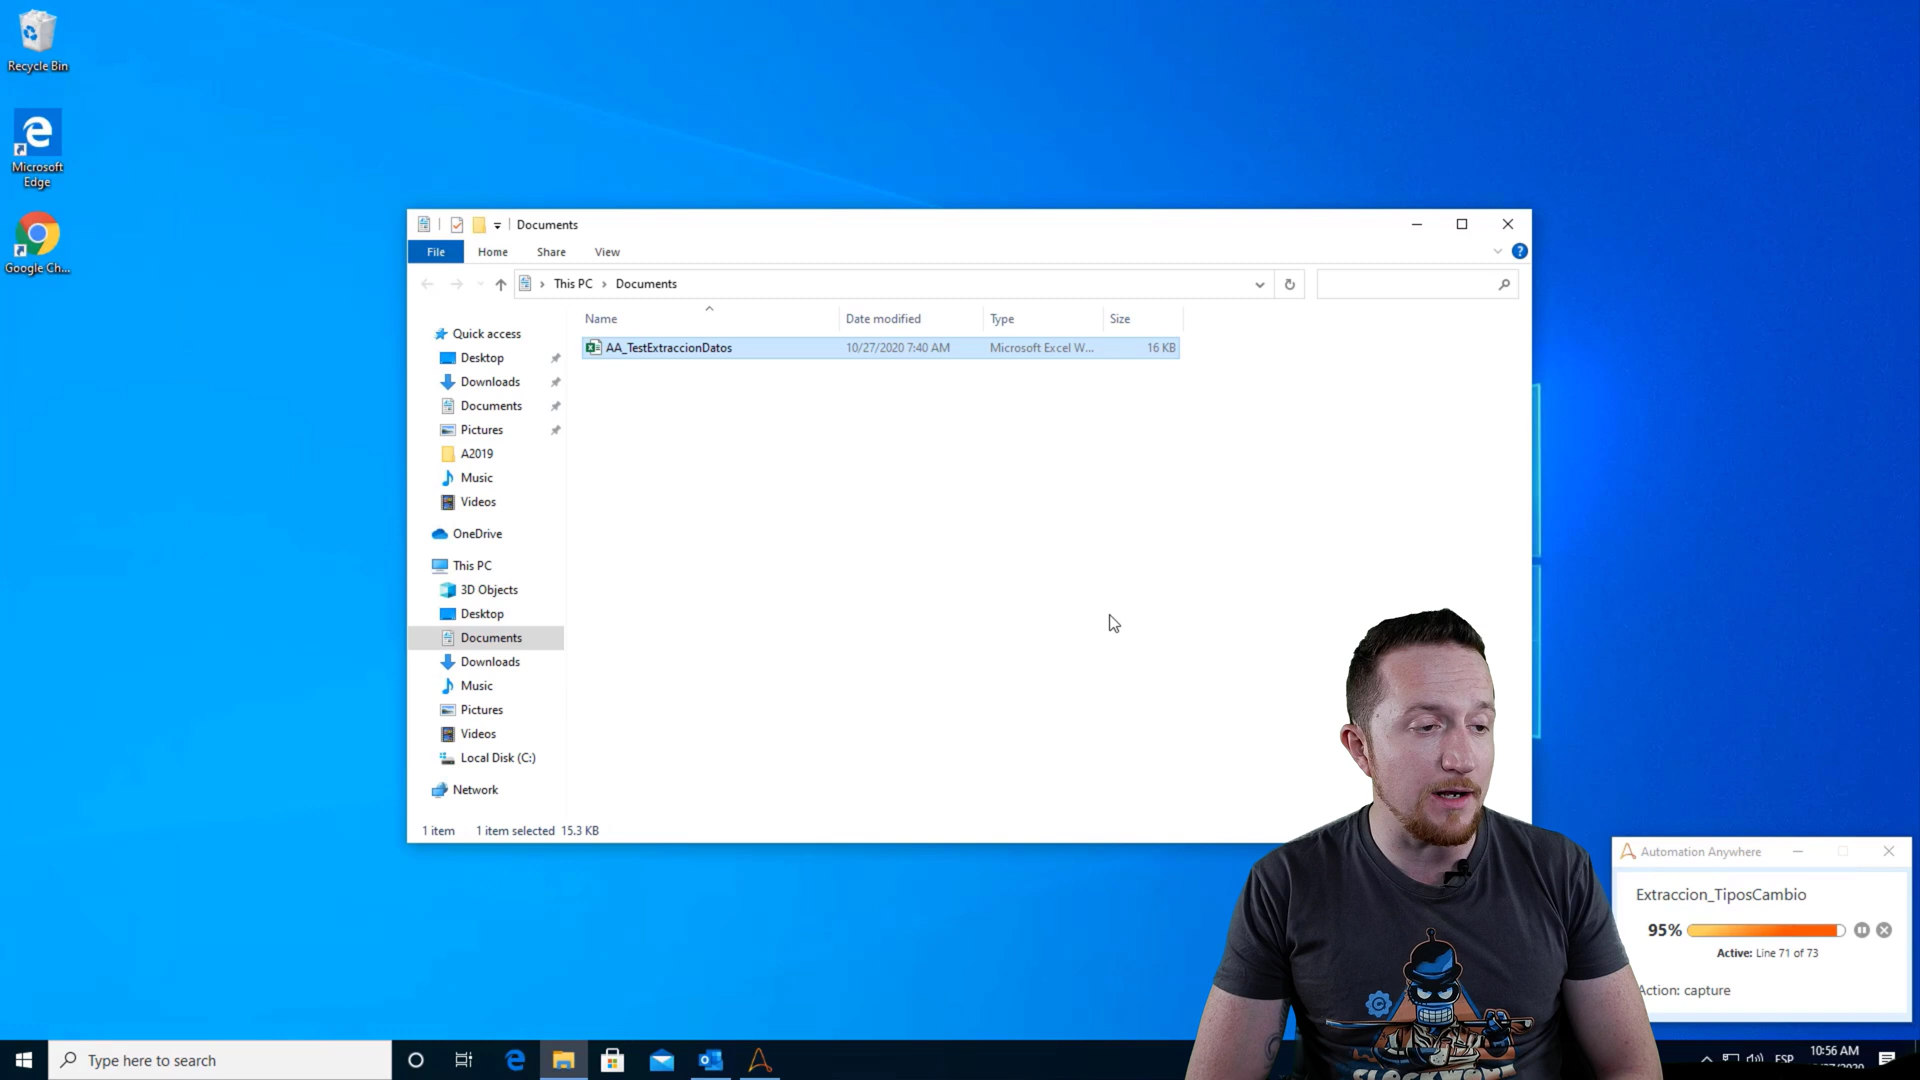 Recycle Bin
Microsoft
Edge
Google Ch...
Documents
File Home Share View
This PC Documents
Name Date modified Type Size
AA_TestExtraccionDatos 10/27/2020 7:40 AM Microsoft Excel W... 16 KB
Quick access
Desktop
Downloads
Documents
Pictures
A2019
Music
Videos
OneDrive
This PC
3D Objects
Desktop
Documents
Downloads
Music
Pictures
Videos
Local Disk (C:)
Network
1 item 1 item selected 15.3 KB
Automation Anywhere
Extraccion_TiposCambio
95%
Active: Line 71 of 73
Action: capture
Type here to search
ESP
10:56 AM